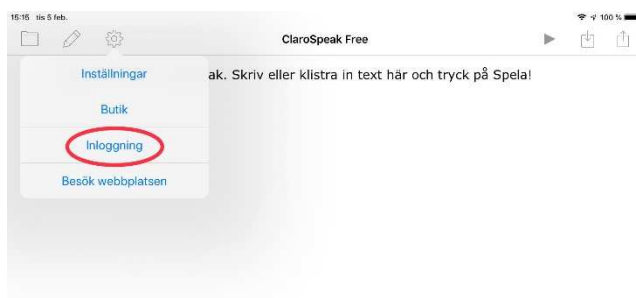 15:15 tis 5 feb. 100 %
ClaroSpeak Free
Inställningar
ak. Skriv eller klistra in text här och tryck på Spela!
Butik
Inloggning
Besök webbplatsen